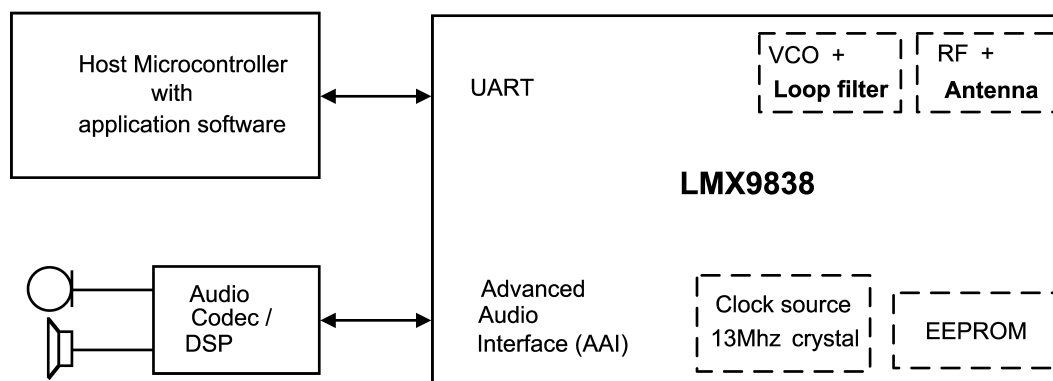 Host Microcontroller
with
application software
UART
VCO +
Loop filter
RF +
Antenna
LMX9838
Audio
Codec /
DSP
Advanced
Audio
Interface (AAI)
Clock source
13Mhz crystal
EEPROM